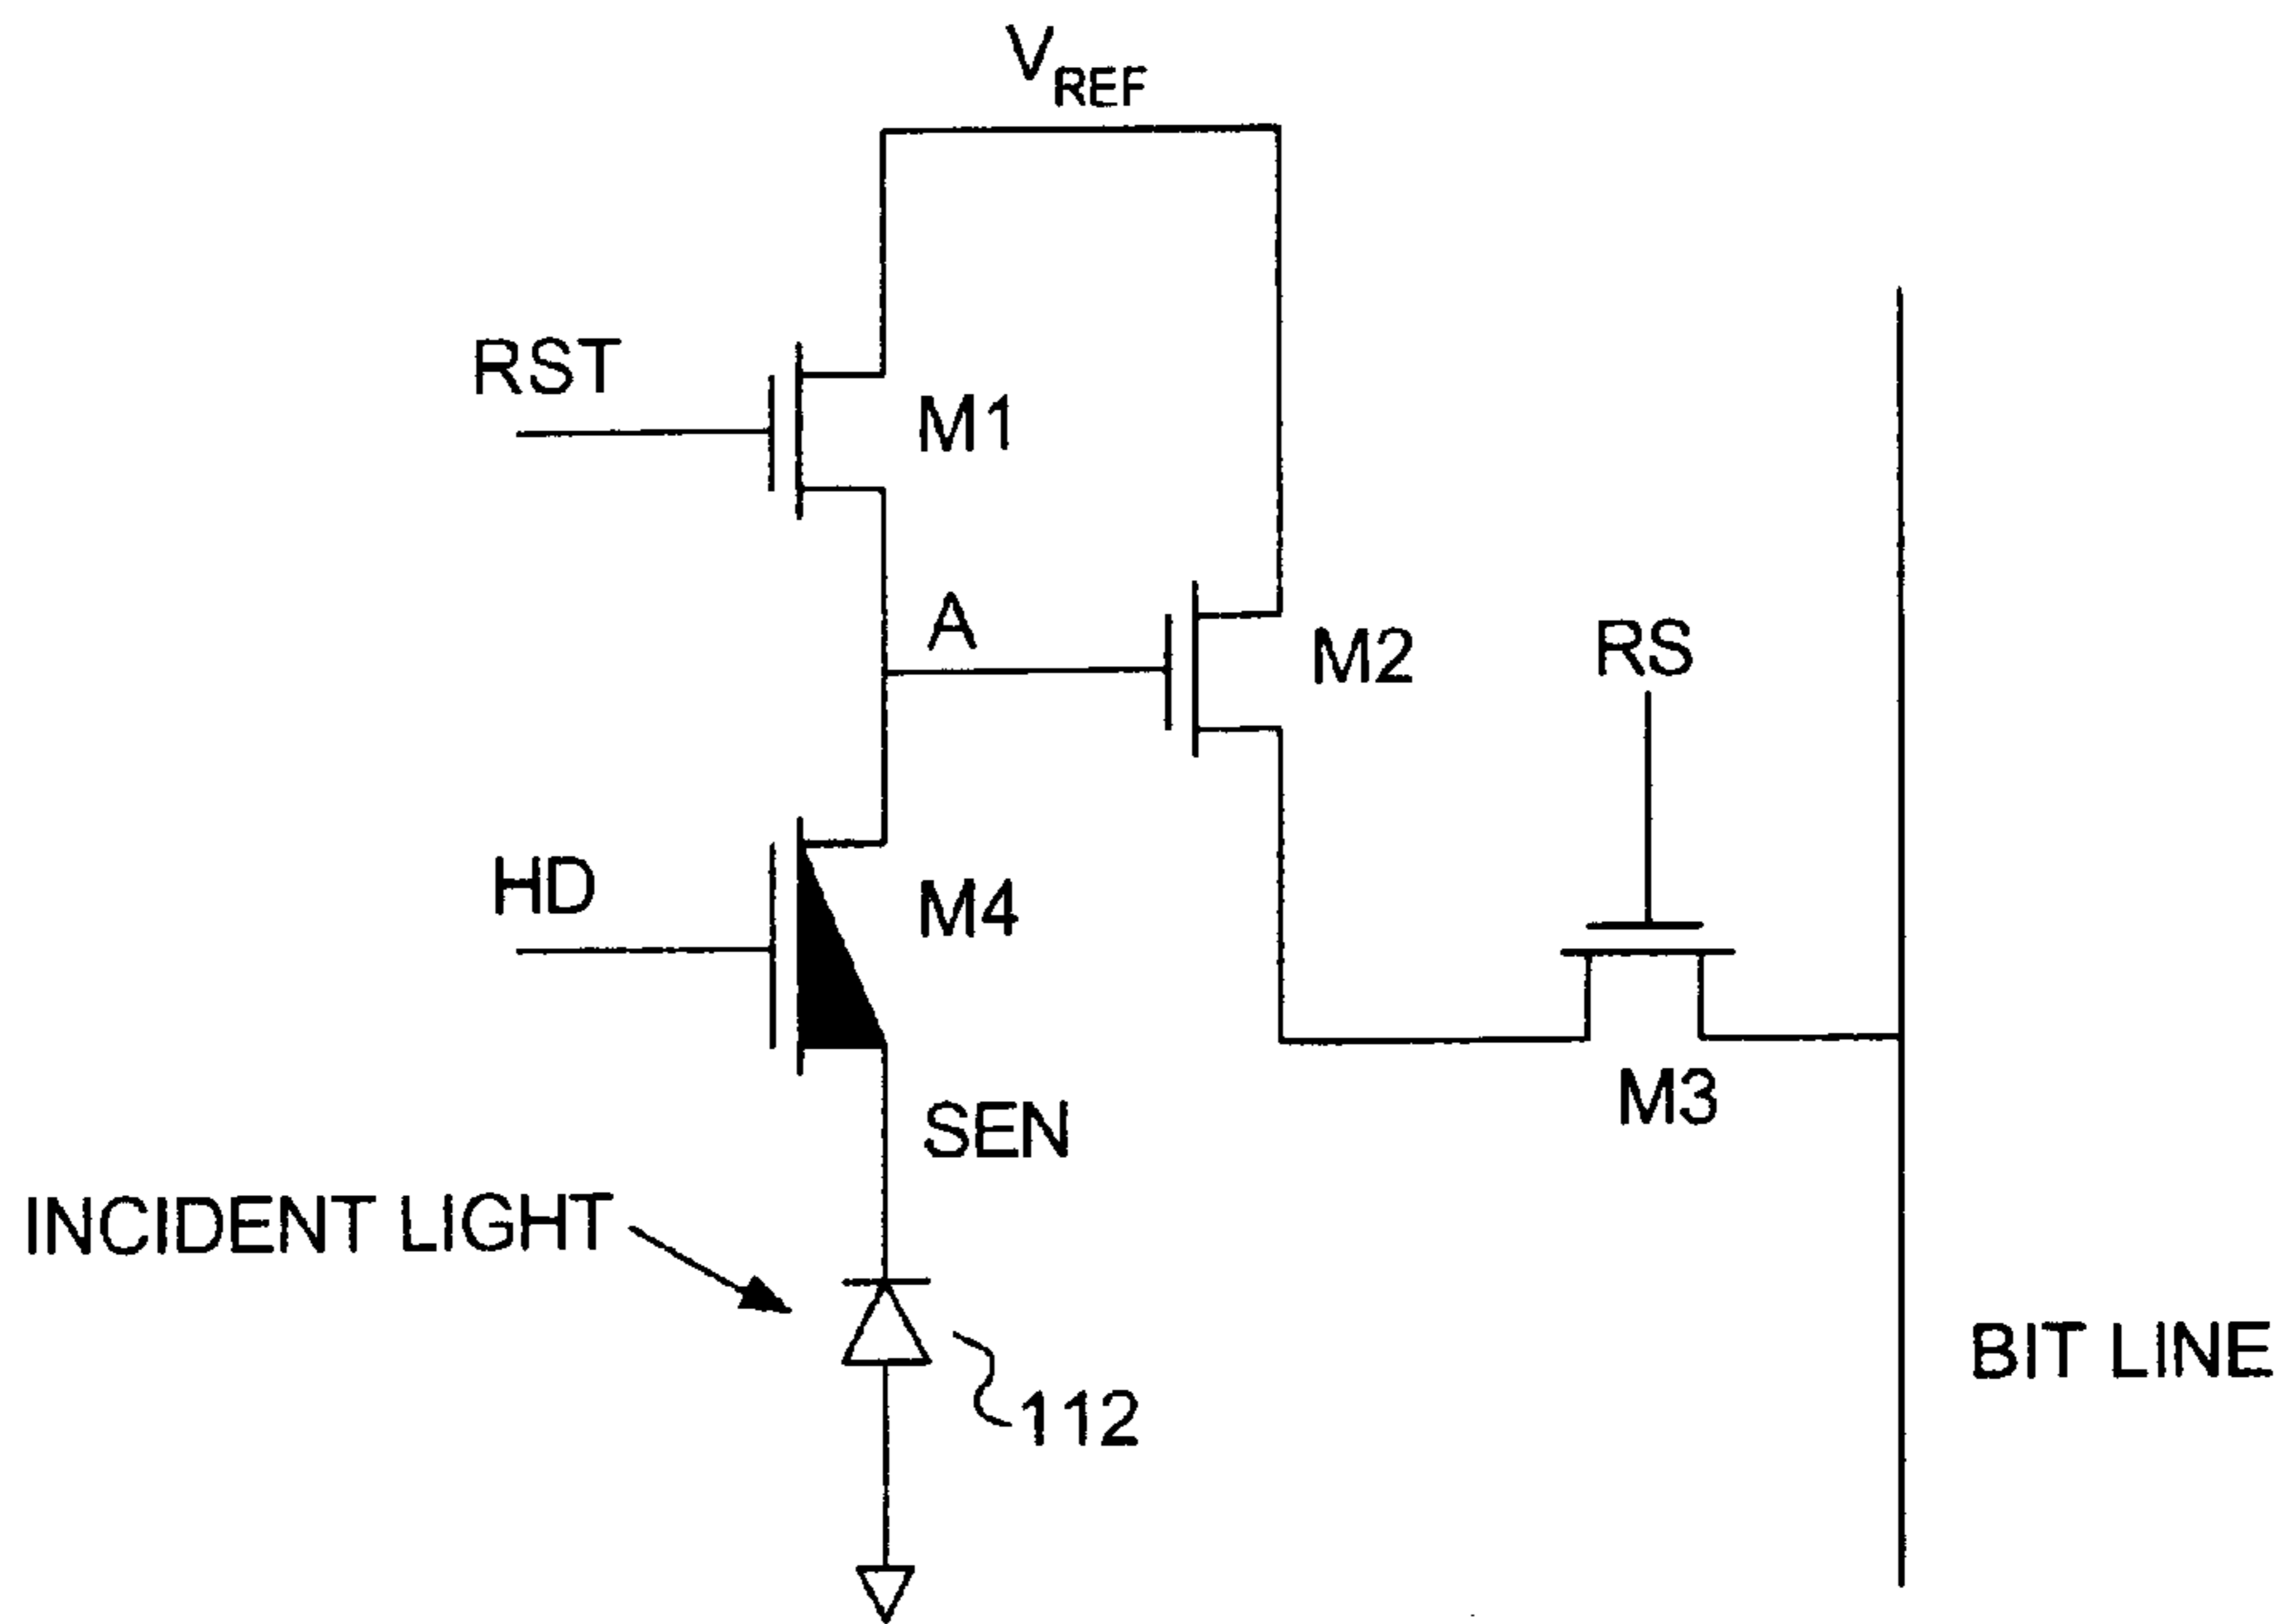 VREF
RST
M1
A
M2
RS
HD
M4
M3
SEN
INCIDENT LIGHT
112
BIT LINE